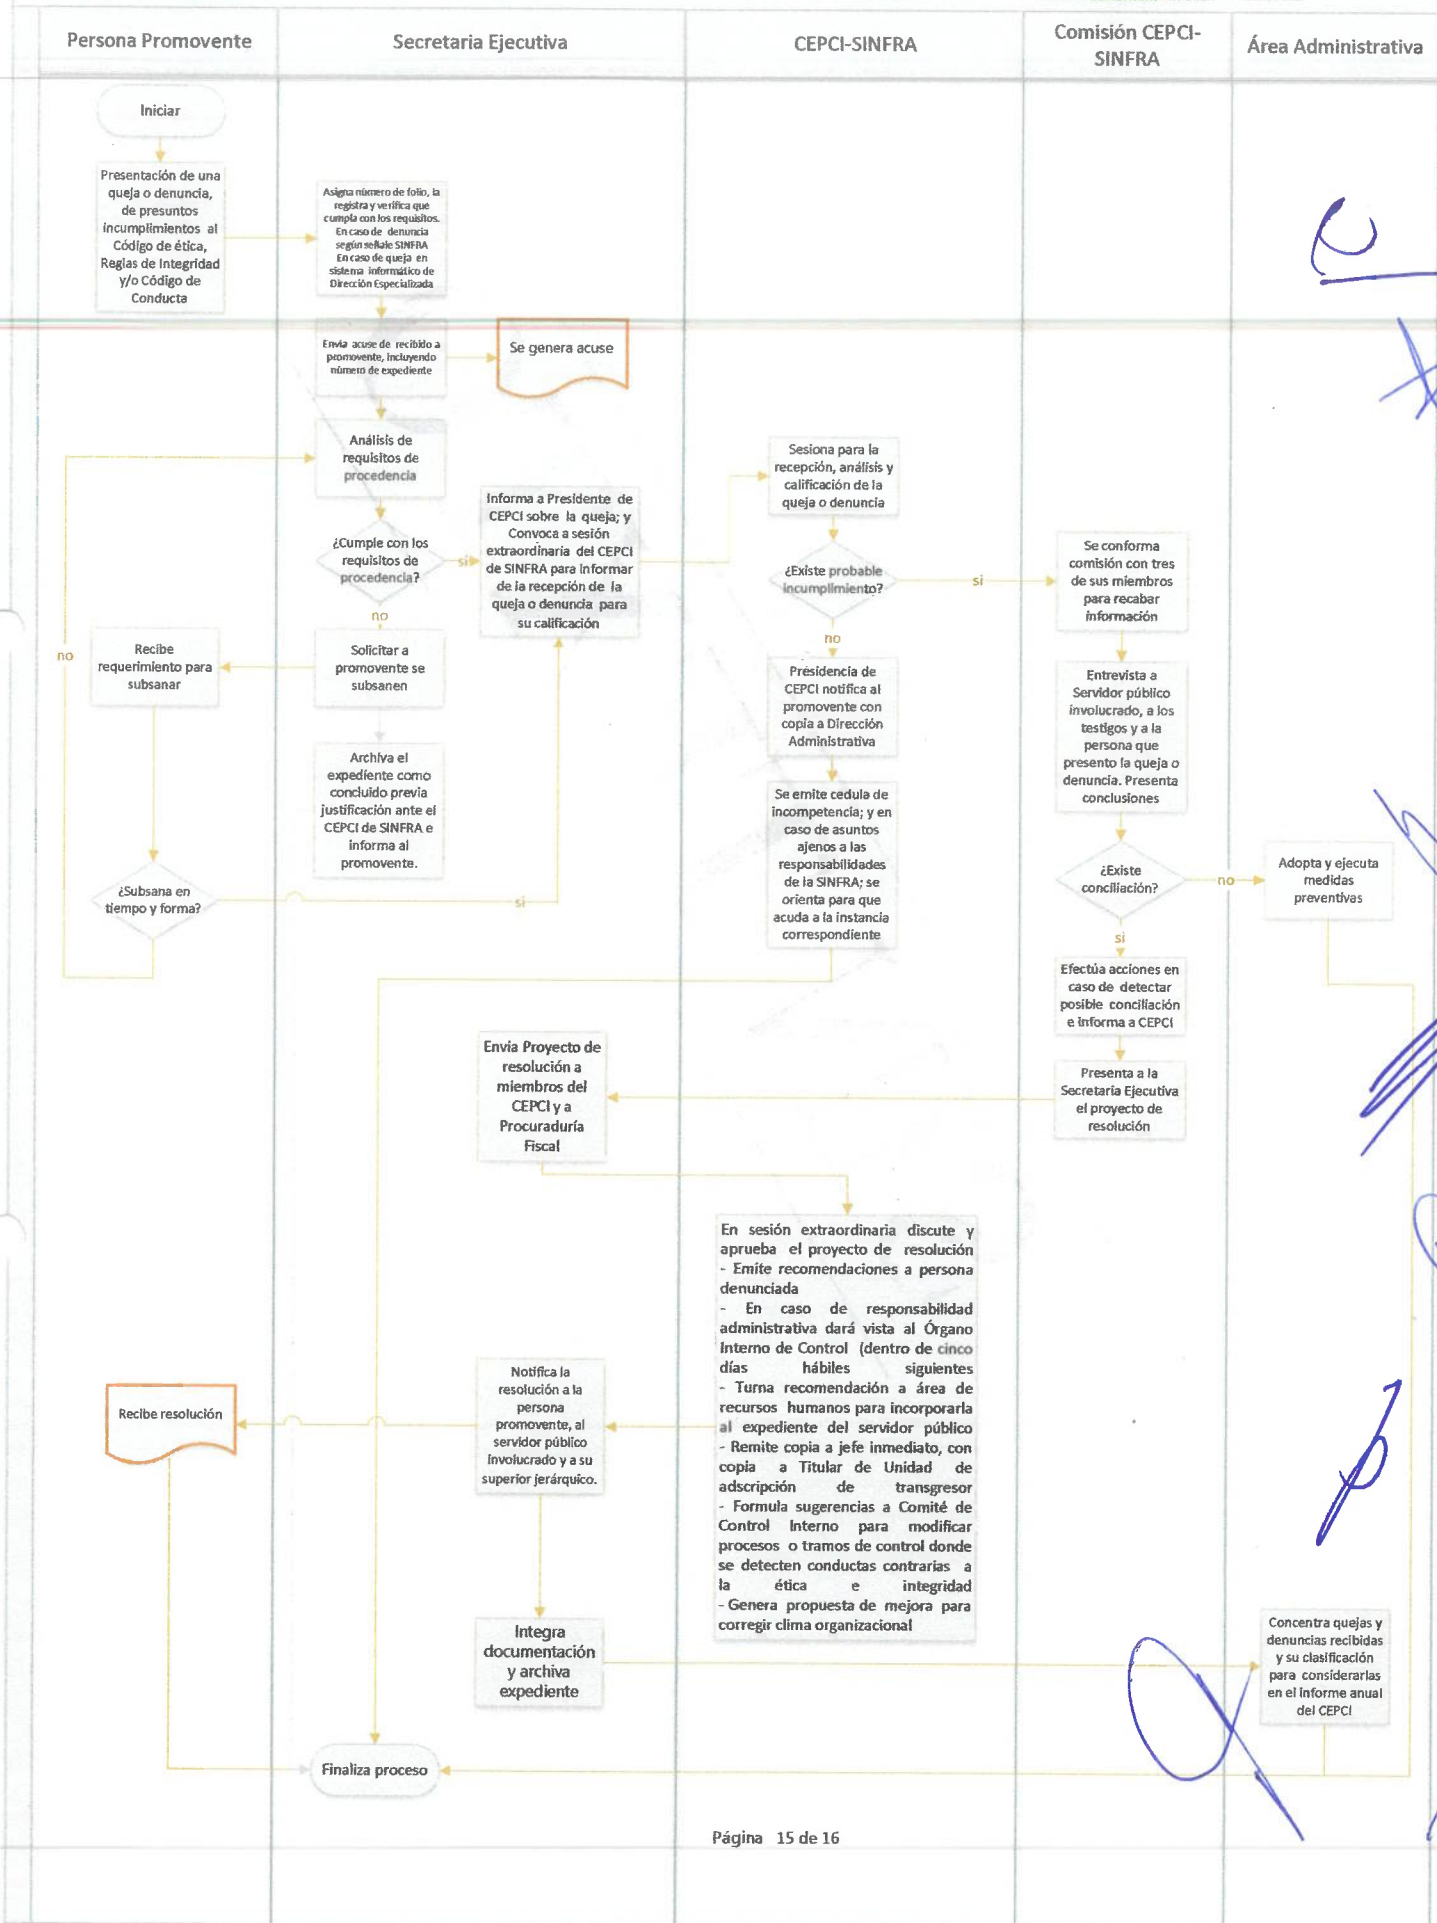 Persona Promovente
Secretaria Ejecutiva
CEPCI-SINFRA
Comisión CEPCI-
SINFRA
Área Administrativa
Iniciar
Presentación de una
queja o denuncia,
de presuntos
incumplimientos al
Código de ética,
Reglas de Integridad
y/o Código de
Conducta
Asigna número de folio, la
registra y verifica que
cumpla con los requisitos.
En caso de denuncia
según señale SINFRA
En caso de queja en
sistema informático de
Dirección Especializada
Envía acuse de recibido a
promovente, incluyendo
número de expediente
Se genera acuse
Análisis de
requisitos de
procedencia
¿Cumple con los
requisitos de
procedencia?
si
no
Informa a Presidente de
CEPCI sobre la queja; y
Convoca a sesión
extraordinaria del CEPCI
de SINFRA para informar
de la recepción de la
queja o denuncia para
su calificación
Solicitar a
promovente se
subsanen
Recibe
requerimiento para
subsanar
no
Archiva el
expediente como
concluido previa
justificación ante el
CEPCI de SINFRA e
informa al
promovente.
¿Subsana en
tiempo y forma?
si
Sesiona para la
recepción, análisis y
calificación de la
queja o denuncia
¿Existe probable
incumplimiento?
si
no
Presidencia de
CEPCI notifica al
promovente con
copia a Dirección
Administrativa
Se emite cedula de
incompetencia; y en
caso de asuntos
ajenos a las
responsabilidades
de la SINFRA; se
orienta para que
acuda a la instancia
correspondiente
Se conforma
comisión con tres
de sus miembros
para recabar
información
Entrevista a
Servidor público
involucrado, a los
testigos y a la
persona que
presento la queja o
denuncia. Presenta
conclusiones
¿Existe
conciliación?
no
si
Adopta y ejecuta
medidas
preventivas
Efectúa acciones en
caso de detectar
posible conciliación
e informa a CEPCI
Presenta a la
Secretaria Ejecutiva
el proyecto de
resolución
Envía Proyecto de
resolución a
miembros del
CEPCI y a
Procuraduría
Fiscal
En sesión extraordinaria discute y
aprueba el proyecto de resolución
- Emite recomendaciones a persona
denunciada
- En caso de responsabilidad
administrativa dará vista al Órgano
Interno de Control (dentro de cinco
días hábiles siguientes
- Turna recomendación a área de
recursos humanos para incorporarla
al expediente del servidor público
- Remite copia a jefe inmediato, con
copia a Titular de Unidad de
adscripción de transgresor
- Formula sugerencias a Comité de
Control Interno para modificar
procesos o tramos de control donde
se detecten conductas contrarias a
la ética e integridad
- Genera propuesta de mejora para
corregir clima organizacional
Notifica la
resolución a la
persona
promovente, al
servidor público
involucrado y a su
superior jerárquico.
Recibe resolución
Integra
documentación
y archiva
expediente
Concentra quejas y
denuncias recibidas
y su clasificación
para considerarlas
en el informe anual
del CEPCI
Finaliza proceso
Página 15 de 16